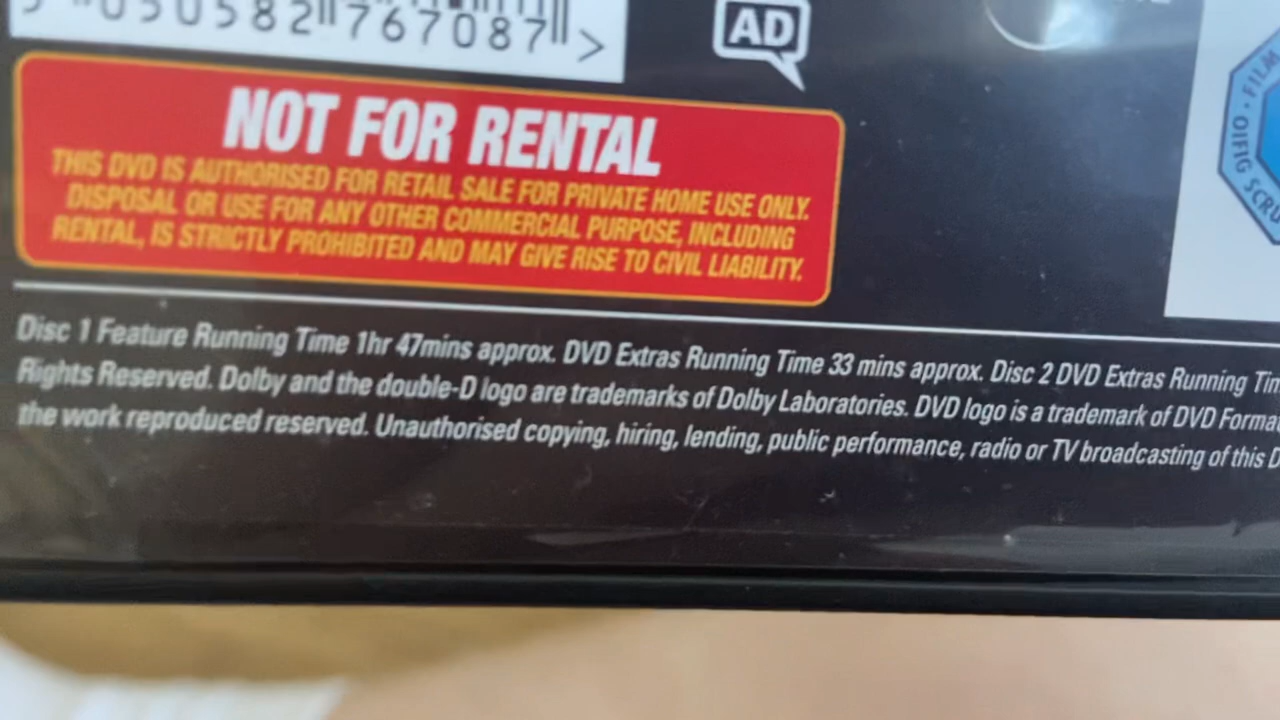 5 050582 767087 >
AD
NOT FOR RENTAL
THIS DVD IS AUTHORISED FOR RETAIL SALE FOR PRIVATE HOME USE ONLY.
DISPOSAL OR USE FOR ANY OTHER COMMERCIAL PURPOSE, INCLUDING
RENTAL, IS STRICTLY PROHIBITED AND MAY GIVE RISE TO CIVIL LIABILITY.
FILM
OIFIG
Disc 1 Feature Running Time 1hr 47mins approx. DVD Extras Running Time 33 mins approx. Disc 2 DVD Extras Running
Rights Reserved. Dolby and the double-D logo are trademarks of Dolby Laboratories. DVD logo is a trademark of DVD
the work reproduced reserved. Unauthorised copying, hiring, lending, public performance, radio or TV broadcasting of this